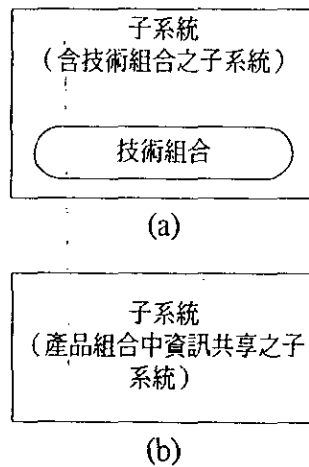 子系統
（含技術組合之子系統）
技術組合
(a)
子系統
（產品組合中資訊共享之子
系統）
(b)